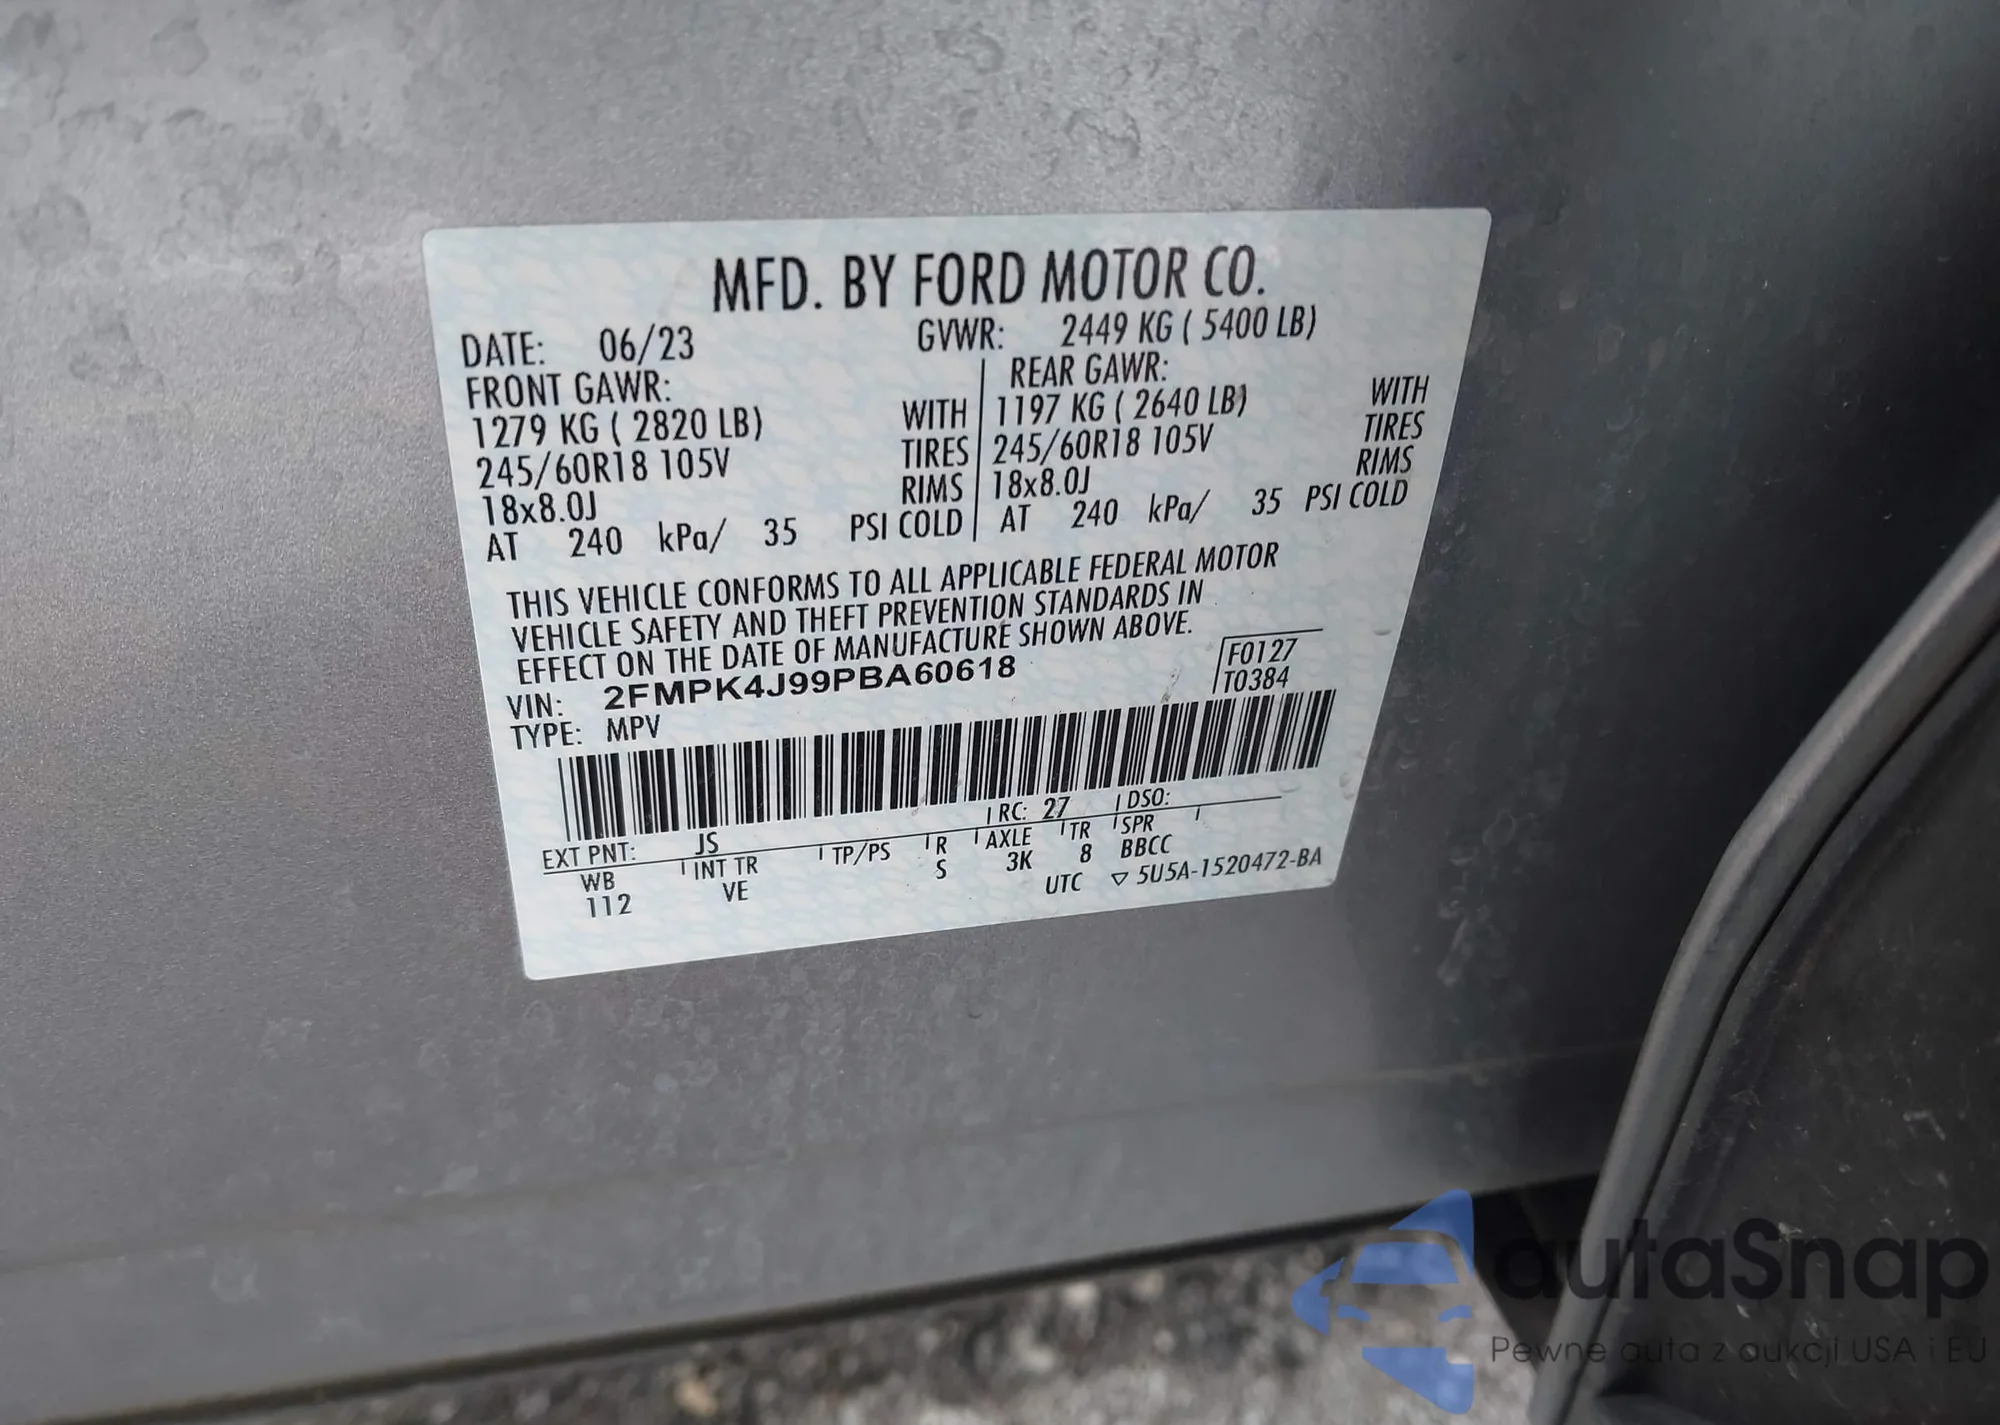 MFD. BY FORD MOTOR CO.
DATE: 06/23 GVWR: 2449 KG ( 5400 LB)
FRONT GAWR: REAR GAWR:
1279 KG ( 2820 LB) WITH 1197 KG ( 2640 LB) WITH
245/60R18 105V TIRES 245/60R18 105V TIRES
18x8.0J RIMS 18x8.0J RIMS
AT 240 kPa/ 35 PSI COLD AT 240 kPa/ 35 PSI COLD
THIS VEHICLE CONFORMS TO ALL APPLICABLE FEDERAL MOTOR
VEHICLE SAFETY AND THEFT PREVENTION STANDARDS IN
EFFECT ON THE DATE OF MANUFACTURE SHOWN ABOVE.
VIN: 2FMPK4J99PBA60618 F0127
TYPE: MPV T0384
EXT PNT: JS RC: 27 DSO:
WB INT TR TP/PS R AXLE TR SPR
112 VE S 3K 8 BBCC
UTC ▽ 5U5A-1520472-BA
autaSnap
Pewne auta z aukcji USA i EU